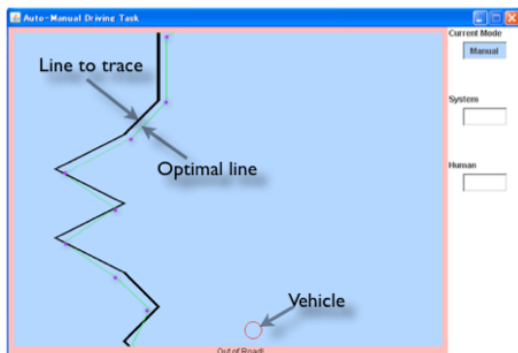 Auto-Manual Driving Task
Current Mode
Manual
Line to trace
System
Optimal line
Human
Vehicle
Out of Road!